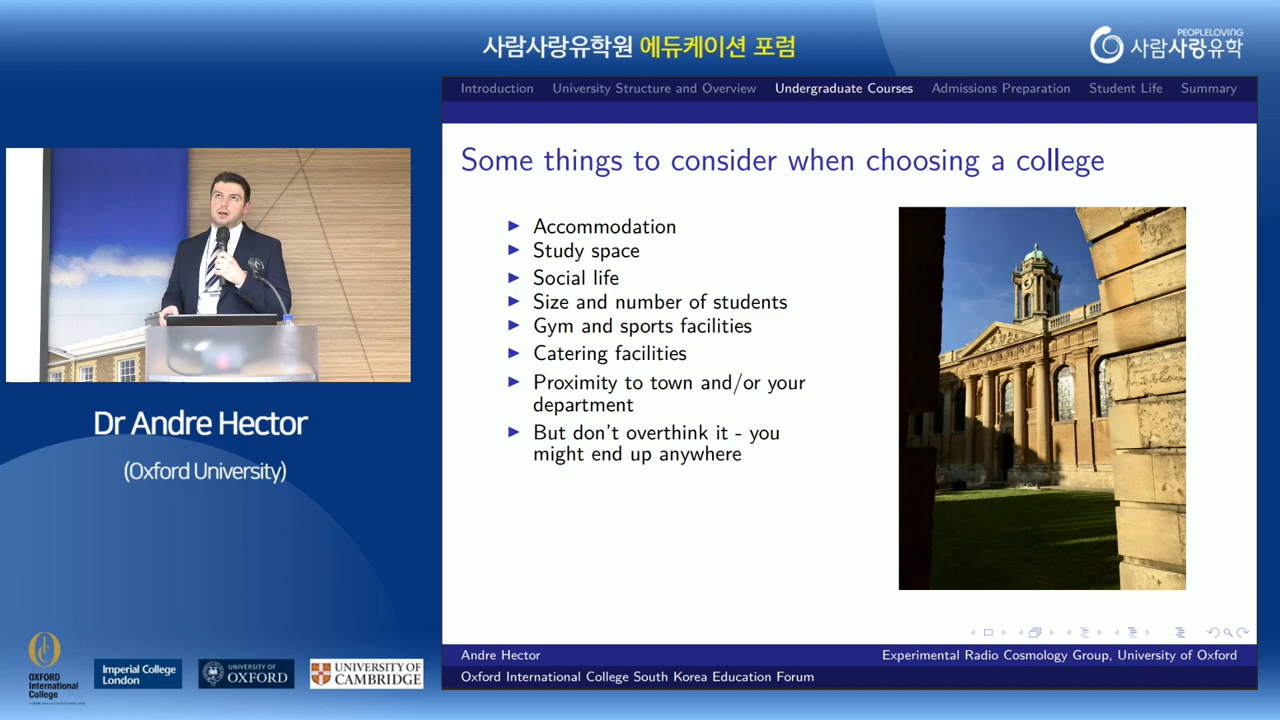 사람사랑유학원 에듀케이션 포럼
PEOPLELOVING
사람사랑유학
Introduction University Structure and Overview Undergraduate Courses Admissions Preparation Student Life Summary
Some things to consider when choosing a college
Accommodation
Study space
Social life
Size and number of students
Gym and sports facilities
Catering facilities
Proximity to town and/or your
department
But don't overthink it - you
might end up anywhere
Dr Andre Hector
(Oxford University)
OIC
OXFORD
International
College
Imperial College
London
UNIVERSITY OF
OXFORD
UNIVERSITY OF
CAMBRIDGE
Andre Hector Experimental Radio Cosmology Group, University of Oxford
Oxford International College South Korea Education Forum